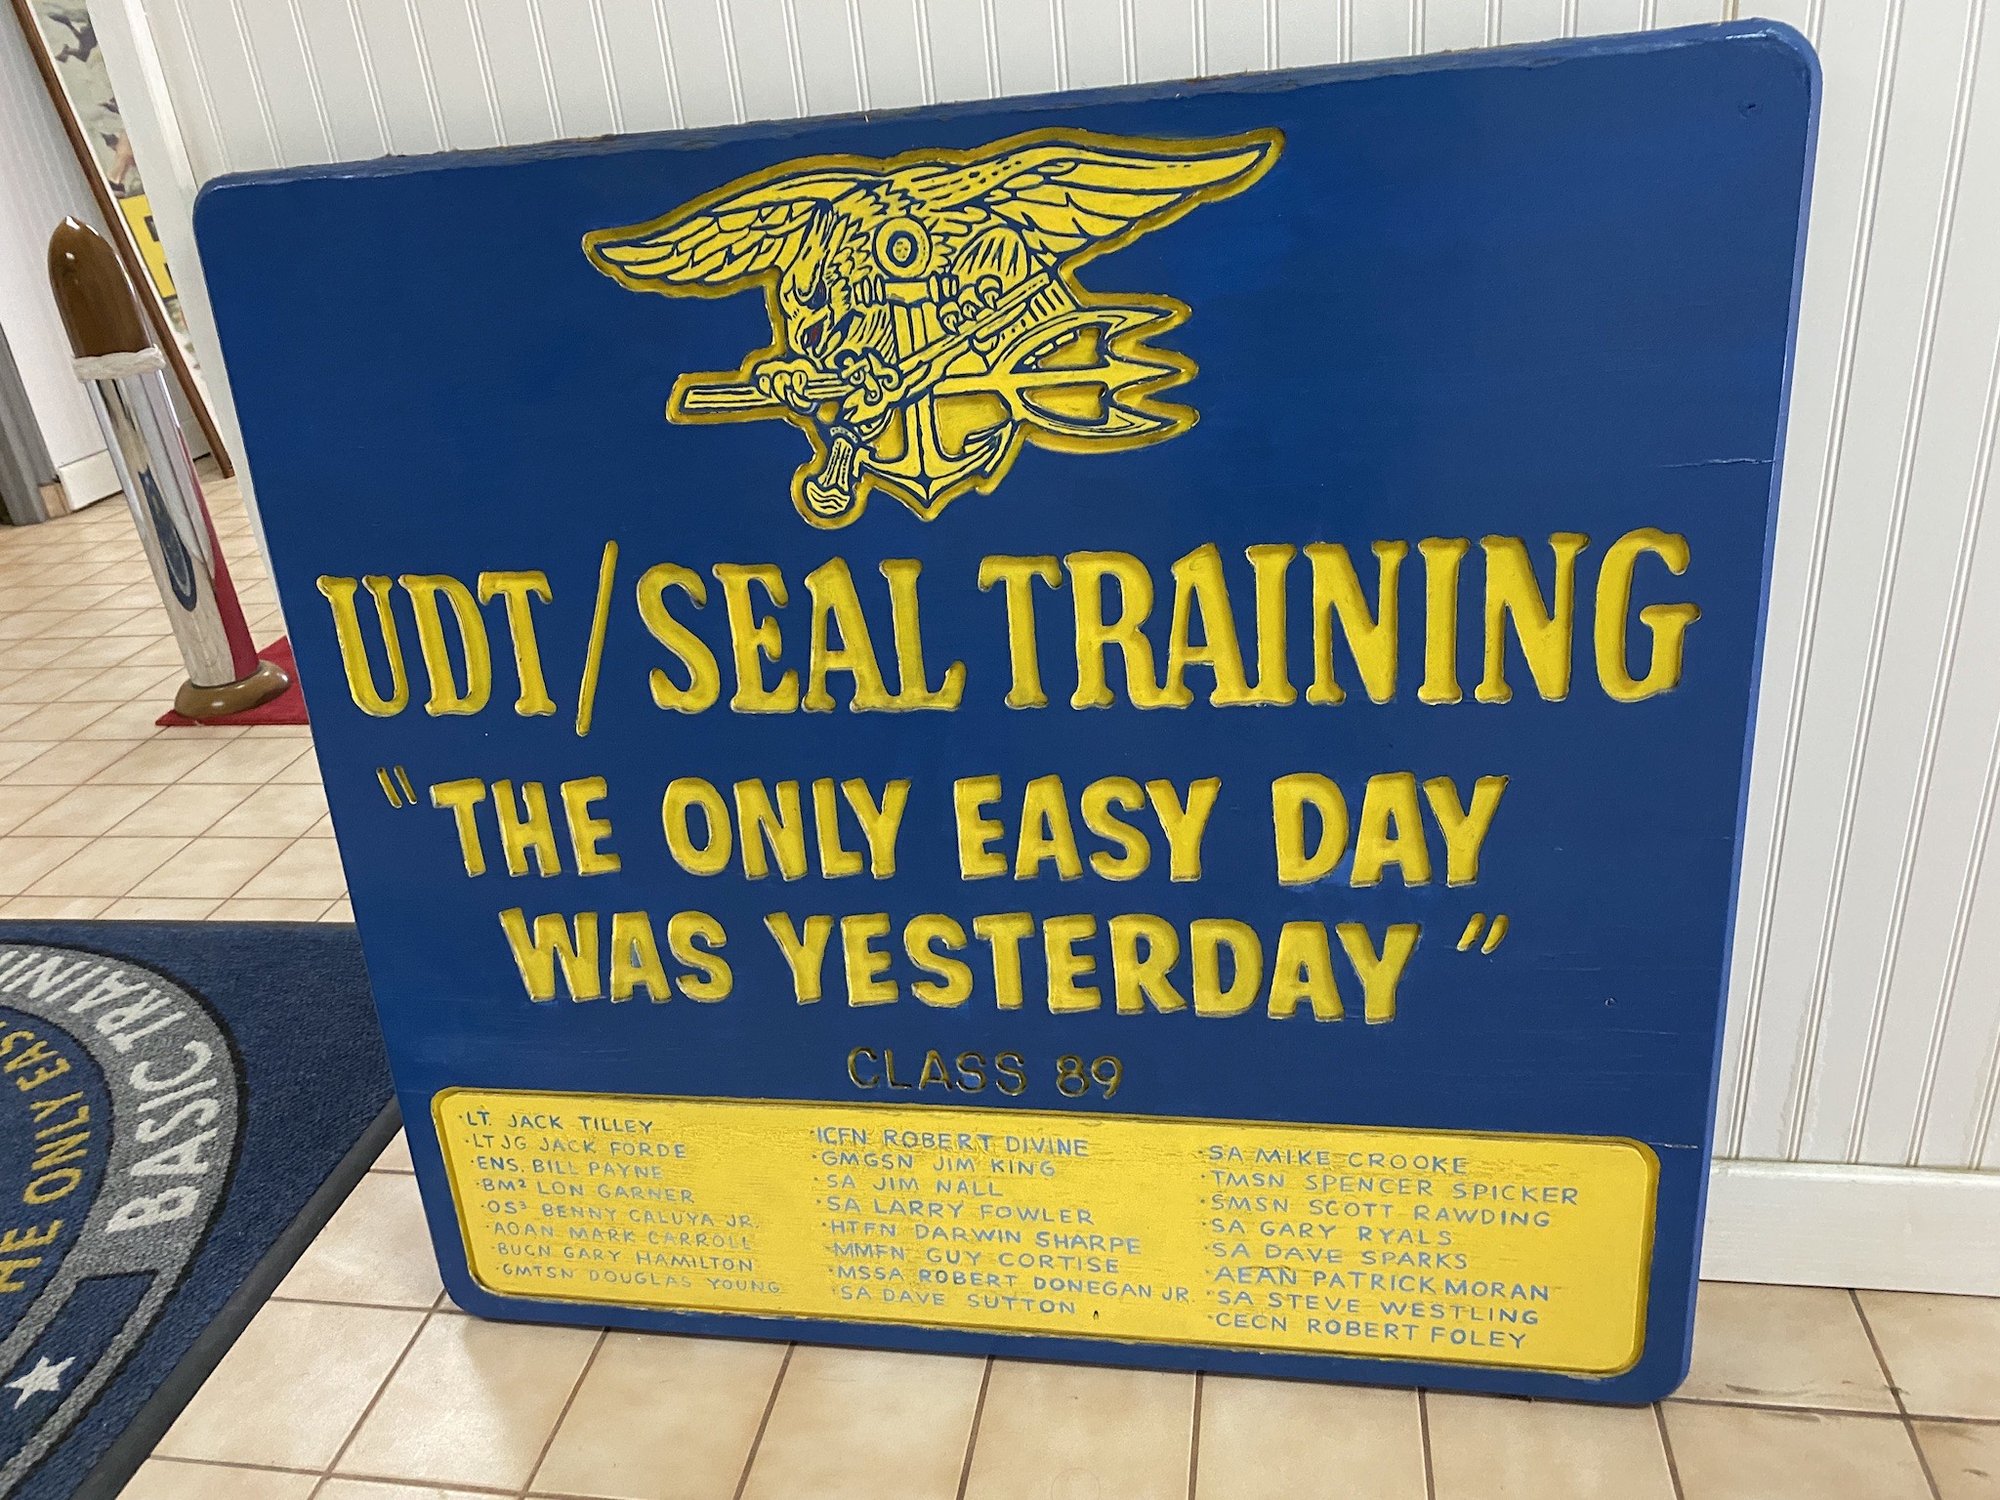 UDT/SEAL TRAINING
"THE ONLY EASY DAY
WAS YESTERDAY"
CLASS 89
·LT. JACK TILLEY
·LTJG JACK FORDE
·ENS. BILL PAYNE
·BM² LON GARNER
·OS³ BENNY CALUYA JR.
·AOAN MARK CARROLL
·BUCN GARY HAMILTON
·GMTSN DOUGLAS YOUNG
·ICFN ROBERT DIVINE
·GMGSN JIM KING
·SA JIM NALL
·SA LARRY FOWLER
·HTFN DARWIN SHARPE
·MMFN GUY CORTISE
·MSSA ROBERT DONEGAN JR.
·SA DAVE SUTTON
·SA MIKE CROOKE
·TMSN SPENCER SPICKER
·SMSN SCOTT RAWDING
·SA GARY RYALS
·SA DAVE SPARKS
·AEAN PATRICK MORAN
·SA STEVE WESTLING
·CECN ROBERT FOLEY
BASIC TRAINI
THE ONLY EAS